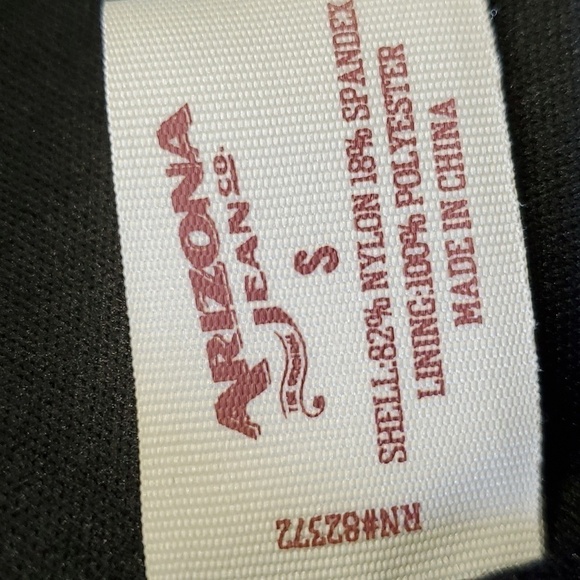 ARIZONA
JEAN CO.
THE ORIGINAL
S
SHELL:82% NYLON 18% SPANDEX
LINING:100% POLYESTER
MADE IN CHINA
RN#82372